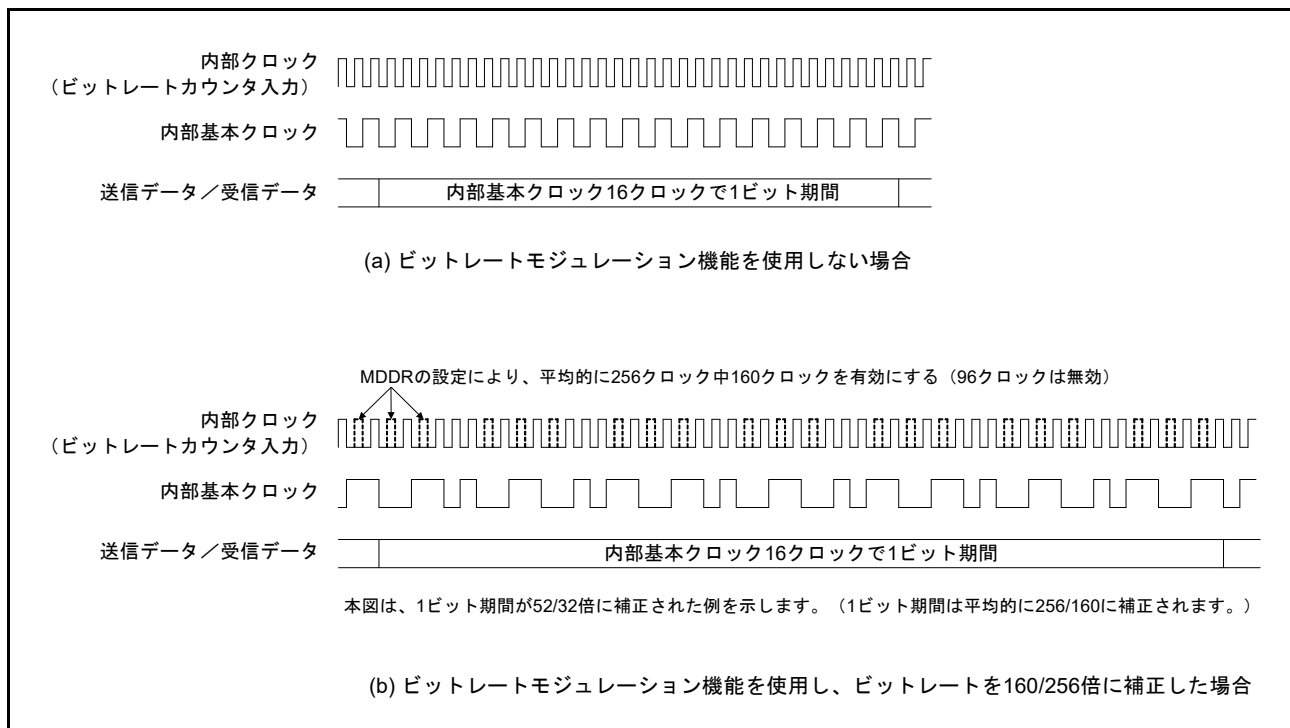 内部クロック
（ビットレートカウンタ入力）
内部基本クロック
送信データ／受信データ
内部基本クロック16クロックで1ビット期間
(a) ビットレートモジュレーション機能を使用しない場合
MDDRの設定により、平均的に256クロック中160クロックを有効にする（96クロックは無効）
内部クロック
（ビットレートカウンタ入力）
内部基本クロック
送信データ／受信データ
内部基本クロック16クロックで1ビット期間
本図は、1ビット期間が52/32倍に補正された例を示します。（1ビット期間は平均的に256/160に補正されます。）
(b) ビットレートモジュレーション機能を使用し、ビットレートを160/256倍に補正した場合